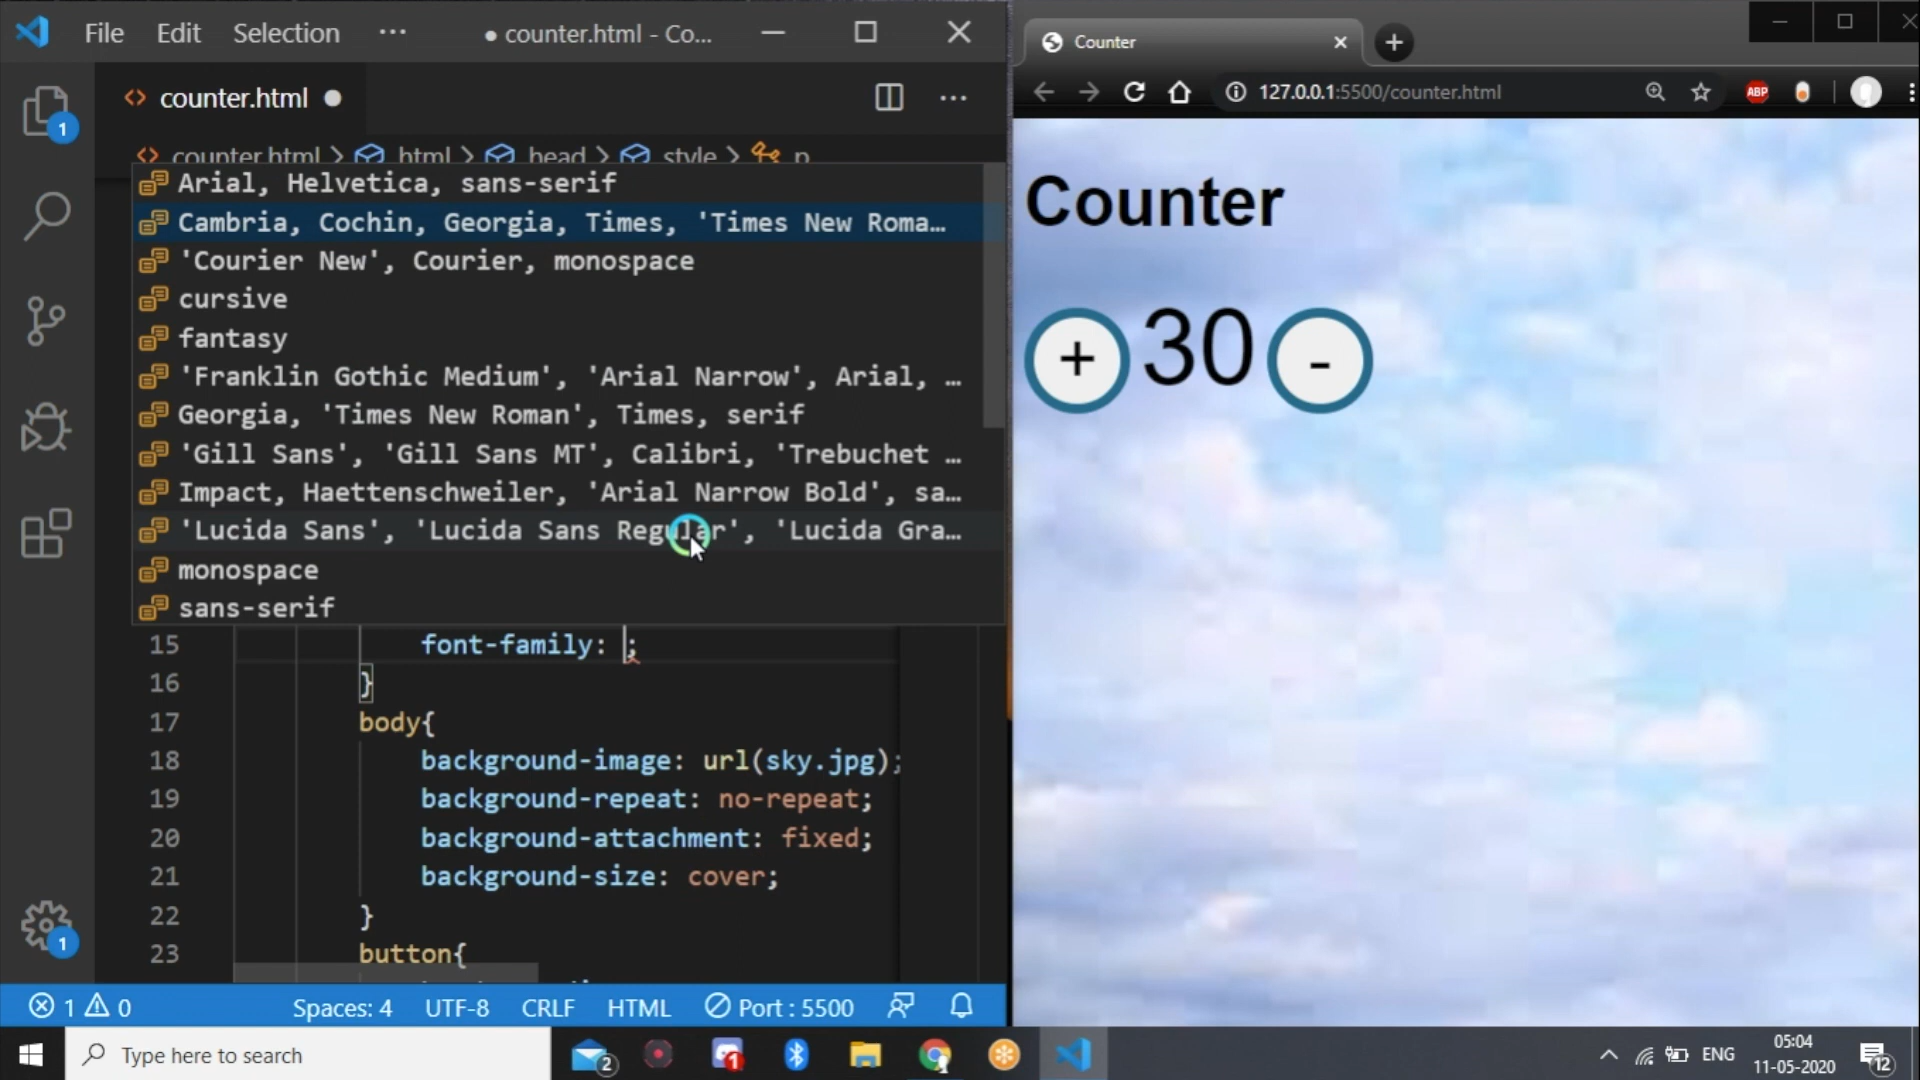 File Edit Selection ··· ● counter.html - Co...
counter.html ●
counter.html > html > head > style > p
Arial, Helvetica, sans-serif
Cambria, Cochin, Georgia, Times, 'Times New Roma…
'Courier New', Courier, monospace
cursive
fantasy
'Franklin Gothic Medium', 'Arial Narrow', Arial, …
Georgia, 'Times New Roman', Times, serif
'Gill Sans', 'Gill Sans MT', Calibri, 'Trebuchet …
Impact, Haettenschweiler, 'Arial Narrow Bold', sa…
'Lucida Sans', 'Lucida Sans Regular', 'Lucida Gra…
monospace
sans-serif
15 font-family: ;
16 }
17 body{
18 background-image: url(sky.jpg);
19 background-repeat: no-repeat;
20 background-attachment: fixed;
21 background-size: cover;
22 }
23 button{
1
1
1 0 Spaces: 4 UTF-8 CRLF HTML Port : 5500
Counter
127.0.0.1:5500/counter.html ABP
Counter
+ 30 -
Type here to search
2
1
ENG
05:04
11-05-2020
12